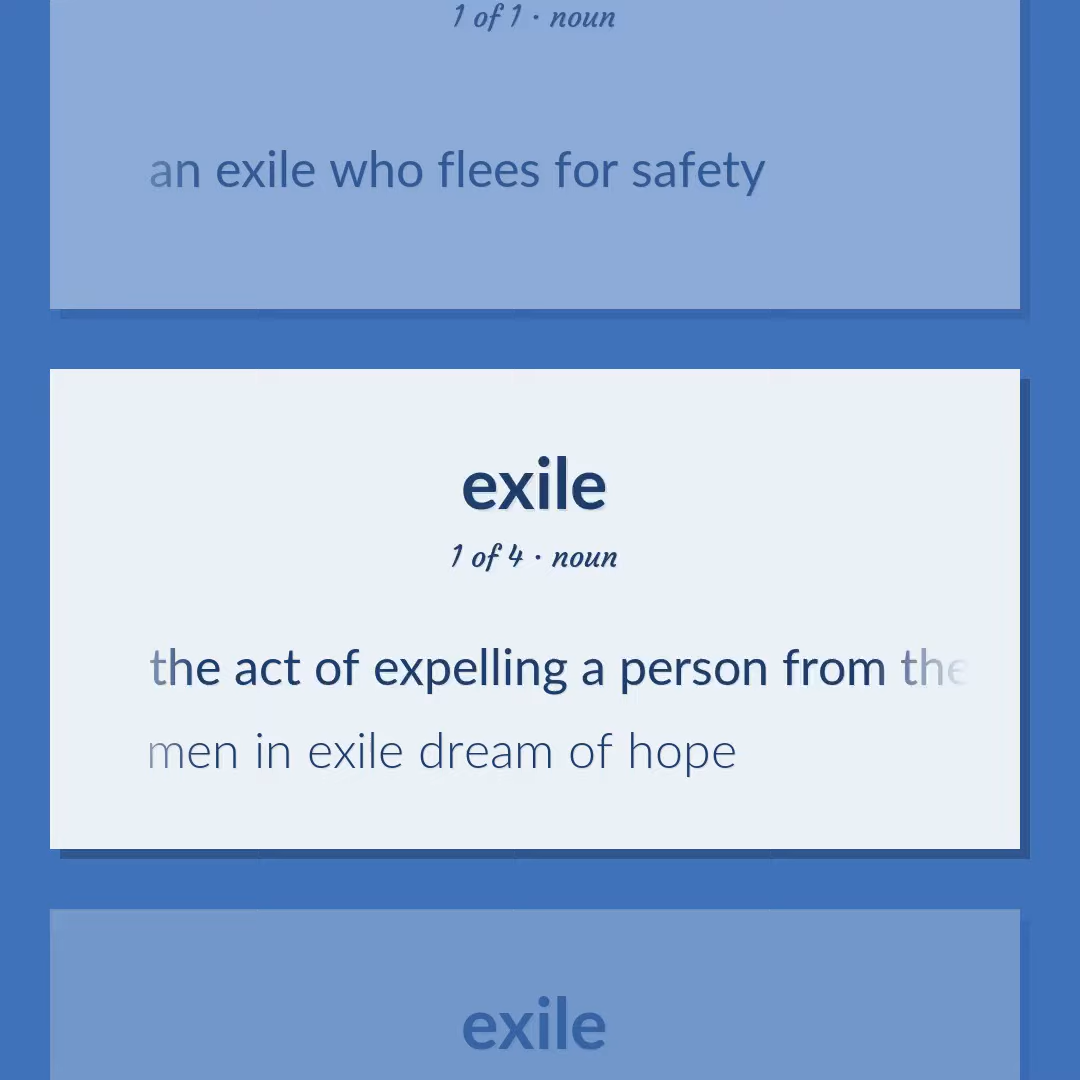 1 of 1 · noun
an exile who flees for safety
exile
1 of 4 · noun
the act of expelling a person from the
men in exile dream of hope
exile